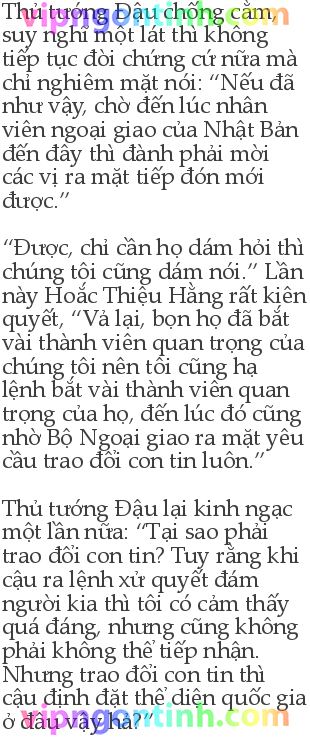 Thủ tướng Đậu chống cằm,
suy nghĩ một lát thì không
tiếp tục đòi chứng cứ nữa mà
chỉ nghiêm mặt nói: “Nếu đã
như vậy, chờ đến lúc nhân
viên ngoại giao của Nhật Bản
đến đây thì đành phải mời
các vị ra mặt tiếp đón mới
được.”
“Được, chỉ cần họ dám hỏi thì
chúng tôi cũng dám nói.” Lần
này Hoắc Thiệu Hằng rất kiên
quyết, “Vả lại, bọn họ đã bắt
vài thành viên quan trọng của
chúng tôi nên tôi cũng hạ
lệnh bắt vài thành viên quan
trọng của họ, đến lúc đó cũng
nhờ Bộ Ngoại giao ra mặt yêu
cầu trao đổi con tin luôn.”
Thủ tướng Đậu lại kinh ngạc
một lần nữa: “Tại sao phải
trao đổi con tin? Tuy rằng khi
cậu ra lệnh xử quyết đám
người kia thì tôi có cảm thấy
quá đáng, nhưng cũng không
phải không thể tiếp nhận.
Nhưng trao đổi con tin thì
cậu định đặt thể diện quốc gia
ở đâu vậy hả?”
vipngontinh.com
vipngontinh.com
vipngontinh.com
vipngontinh.com